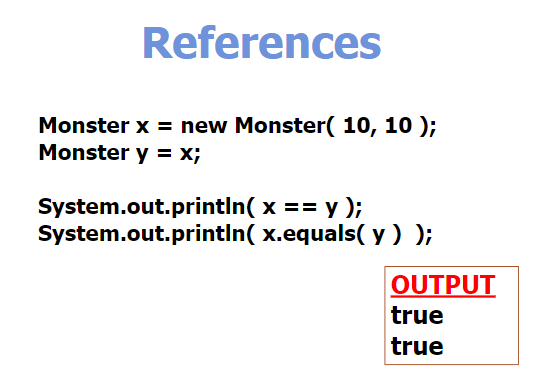 References
Monster x = new Monster( 10, 10 );
Monster y = x;
System.out.println( x == y );
System.out.println( x.equals( y )  );
OUTPUT
true
true